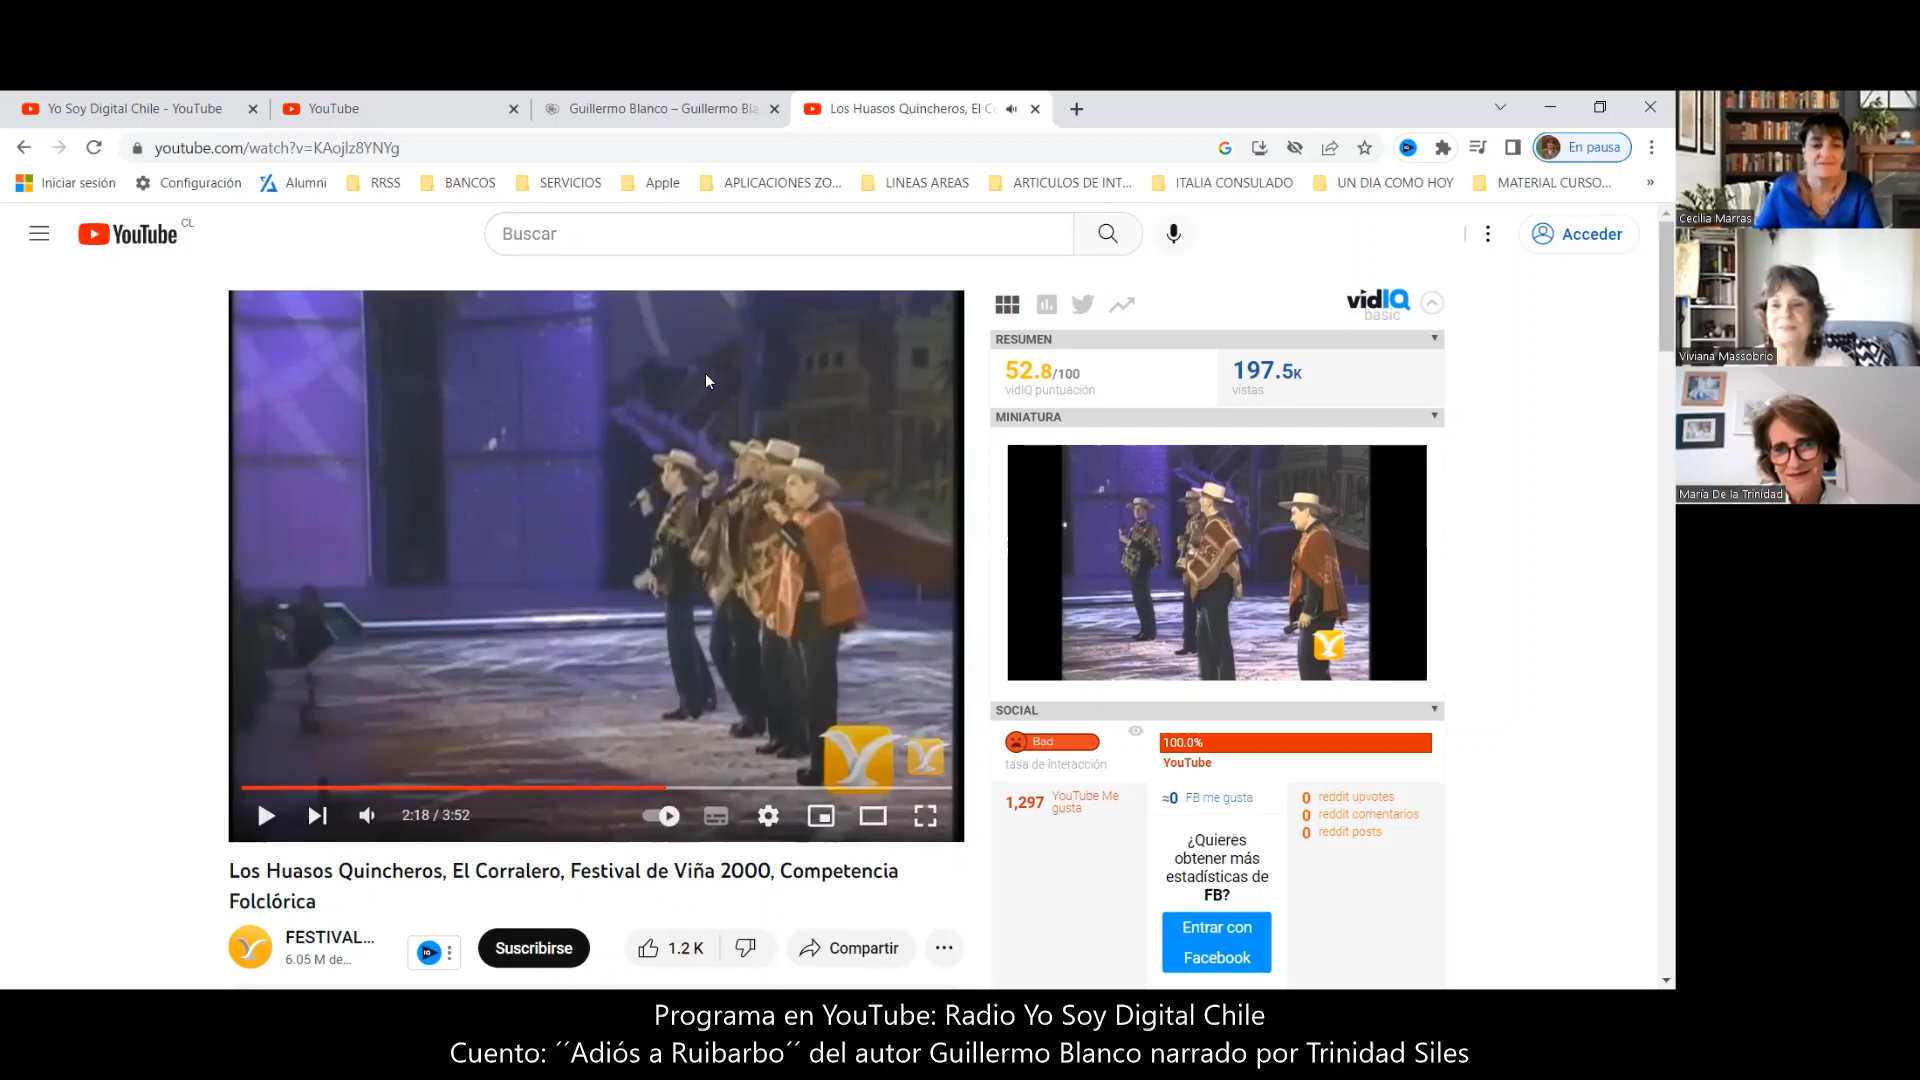 Yo Soy Digital Chile - YouTube
YouTube
Guillermo Blanco – Guillermo Bla
Los Huasos Quincheros, El Co
youtube.com/watch?v=KAojlz8YNYg
En pausa
Iniciar sesión
Configuración
Alumni
RRSS
BANCOS
SERVICIOS
Apple
APLICACIONES ZO...
LINEAS AREAS
ARTICULOS DE INT...
ITALIA CONSULADO
UN DIA COMO HOY
MATERIAL CURSO...
»
YouTube CL
Buscar
Acceder
Cecilia Marras
Viviana Massobrio
María De la Trinidad
vidIQ
basic
RESUMEN
52.8/100
vidIQ puntuación
197.5K
vistas
MINIATURA
SOCIAL
Bad
tasa de interacción
100.0%
YouTube
1,297 YouTube Me
gusta
≈0 FB me gusta
0 reddit upvotes
0 reddit comentarios
0 reddit posts
¿Quieres
obtener más
estadísticas de
FB?
Entrar con
Facebook
2:18 / 3:52
Los Huasos Quincheros, El Corralero, Festival de Viña 2000, Competencia
Folclórica
FESTIVAL...
6.05 M de...
Suscribirse
1.2 K
Compartir
Programa en YouTube: Radio Yo Soy Digital Chile
Cuento: ´´Adiós a Ruibarbo´´ del autor Guillermo Blanco narrado por Trinidad Siles